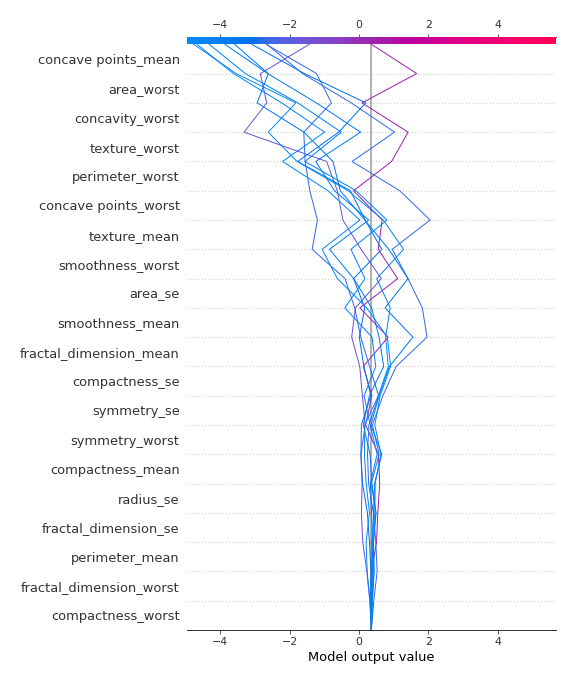 −4 −2 0 2 4
concave points_mean
area_worst
concavity_worst
texture_worst
perimeter_worst
concave points_worst
texture_mean
smoothness_worst
area_se
smoothness_mean
fractal_dimension_mean
compactness_se
symmetry_se
symmetry_worst
compactness_mean
radius_se
fractal_dimension_se
perimeter_mean
fractal_dimension_worst
compactness_worst
−4 −2 0 2 4
Model output value